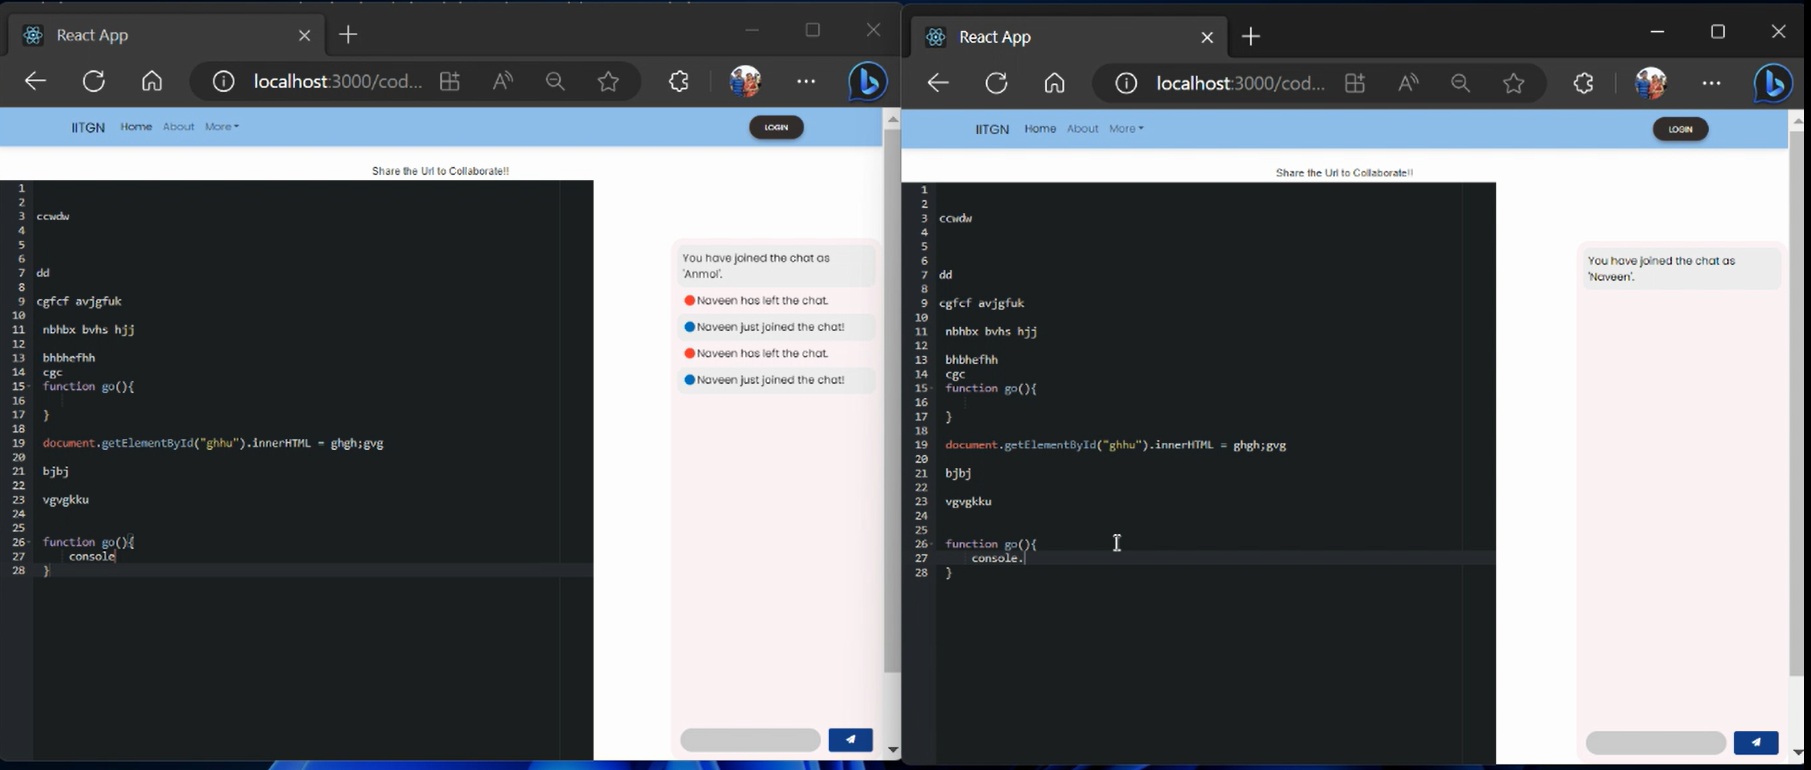 React App
localhost:3000/cod...
IITGN Home About More
LOGIN
Share the Url to Collaborate!!
1
2
3 ccwdw
4
5
6
7 dd
8
9 cgfcf avjgfuk
10
11 nbhbx bvhs hjj
12
13 bhbhefhh
14 cgc
15 function go(){
16
17 }
18
19 document.getElementById("ghhu").innerHTML = ghgh;gvg
20
21 bjbj
22
23 vgvgkku
24
25
26 function go(){
27 console
28 }
You have joined the chat as
'Anmol'.
Naveen has left the chat.
Naveen just joined the chat!
Naveen has left the chat.
Naveen just joined the chat!
React App
localhost:3000/cod...
IITGN Home About More
LOGIN
Share the Url to Collaborate!!
1
2
3 ccwdw
4
5
6
7 dd
8
9 cgfcf avjgfuk
10
11 nbhbx bvhs hjj
12
13 bhbhefhh
14 cgc
15 function go(){
16
17 }
18
19 document.getElementById("ghhu").innerHTML = ghgh;gvg
20
21 bjbj
22
23 vgvgkku
24
25
26 function go(){
27 console.
28 }
You have joined the chat as
'Naveen'.